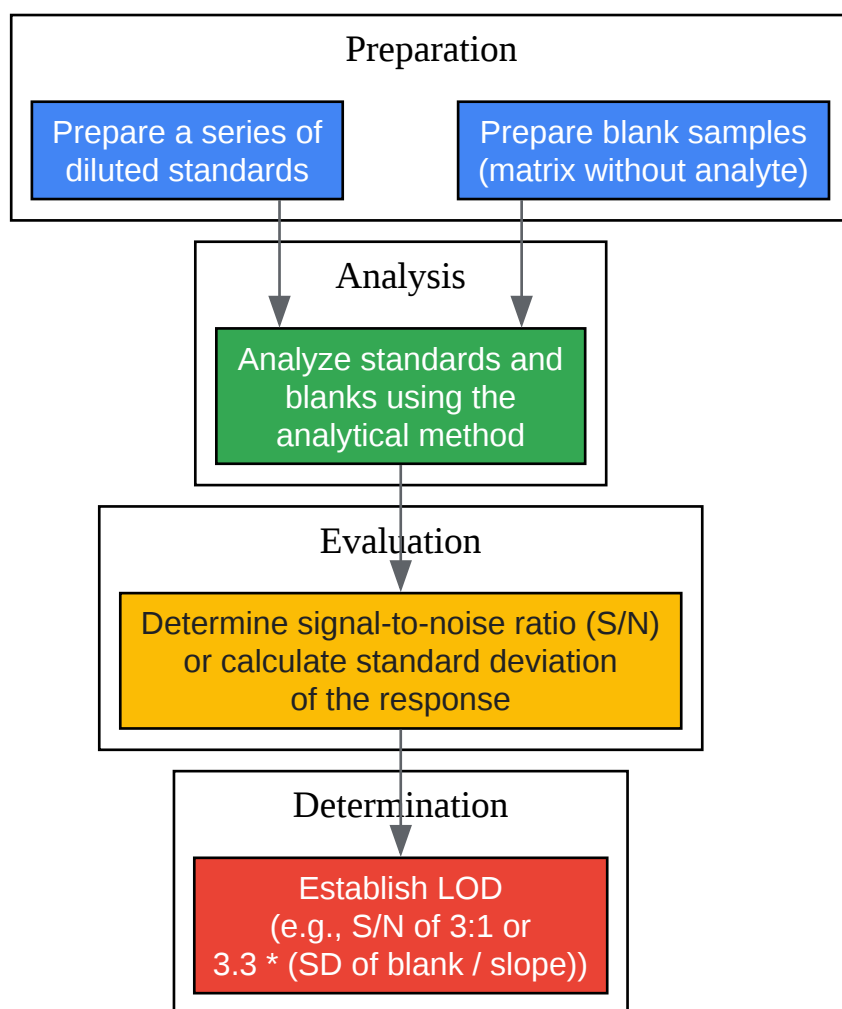 Preparation
Prepare a series of
diluted standards
Prepare blank samples
(matrix without analyte)
Analysis
Analyze standards and
blanks using the
analytical method
Evaluation
Determine signal-to-noise ratio (S/N)
or calculate standard deviation
of the response
Determination
Establish LOD
(e.g., S/N of 3:1 or
3.3 * (SD of blank / slope))